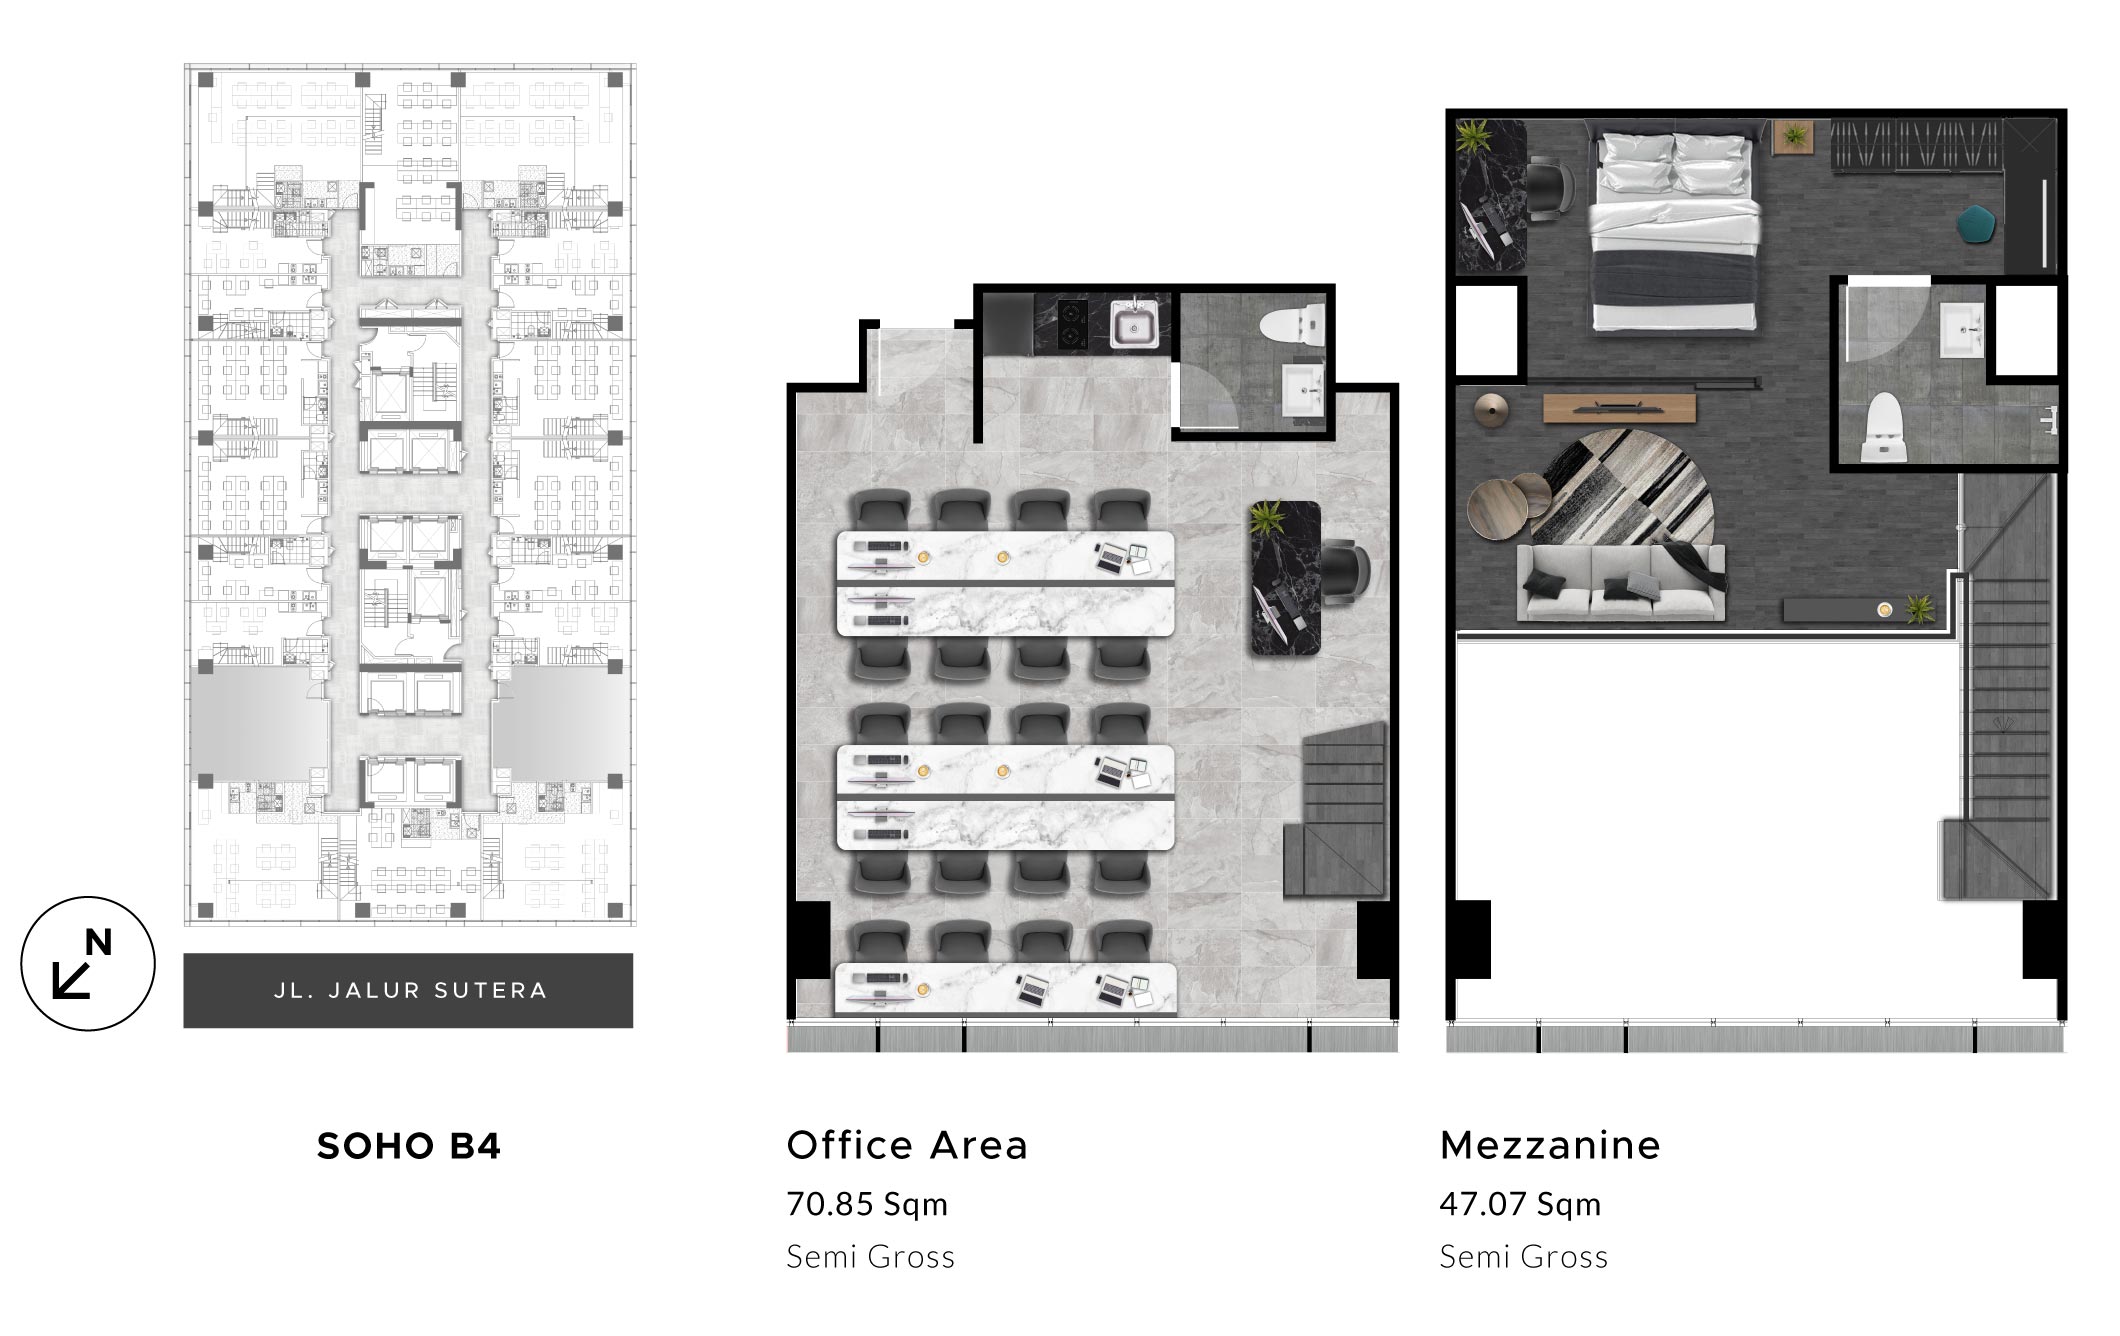 N
JL. JALUR SUTERA
SOHO B4
Office Area
70.85 Sqm
Semi Gross
Mezzanine
47.07 Sqm
Semi Gross